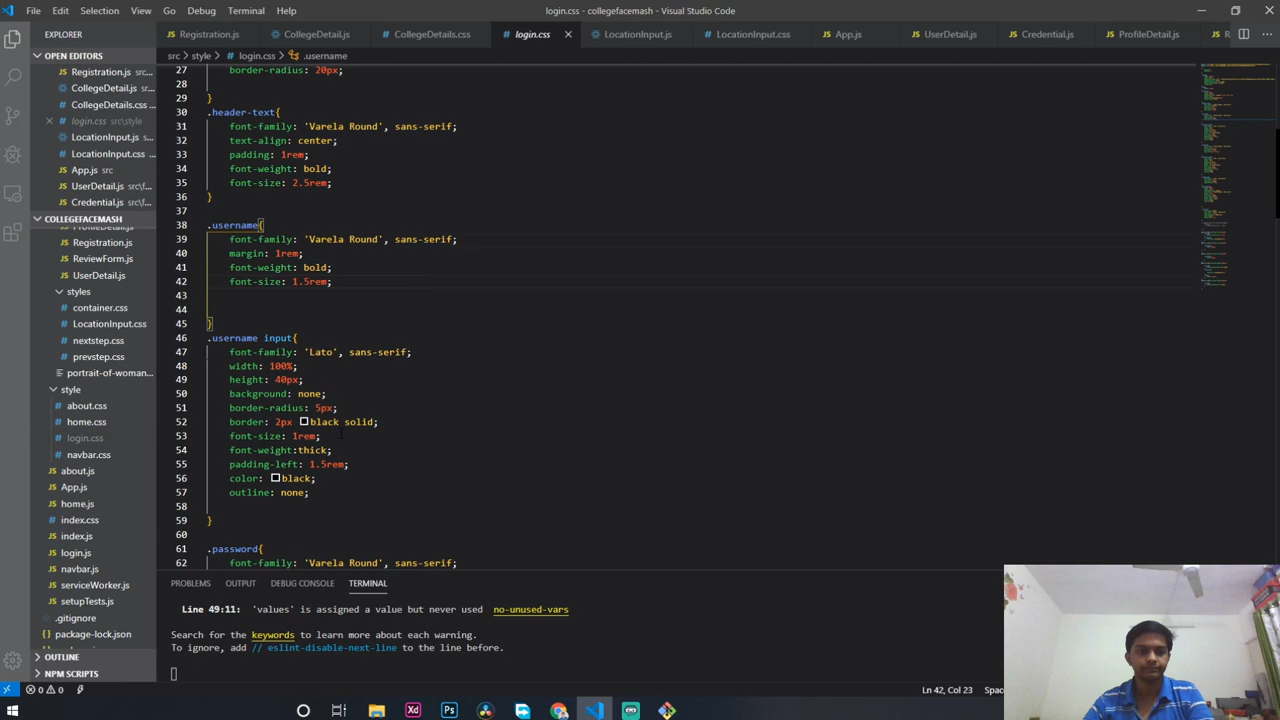 File Edit Selection View Go Debug Terminal Help
login.css - collegefacemash - Visual Studio Code
EXPLORER
Registration.js
CollegeDetail.js
CollegeDetails.css
login.css
LocationInput.js
LocationInput.css
App.js
UserDetail.js
Credential.js
ProfileDetail.js
src > style > # login.css > .username
OPEN EDITORS
Registration.js
CollegeDetail.js
CollegeDetails.css
login.css src\style
LocationInput.js s...
LocationInput.css ...
App.js src
UserDetail.js src\f...
Credential.js src\f...
COLLEGEFACEMASH
ProfileDetail.js
Registration.js
ReviewForm.js
UserDetail.js
styles
container.css
LocationInput.css
nextstep.css
prevstep.css
portrait-of-woman...
style
about.css
home.css
login.css
navbar.css
about.js
App.js
home.js
index.css
index.js
login.js
navbar.js
serviceWorker.js
setupTests.js
.gitignore
package-lock.json
OUTLINE
NPM SCRIPTS
27 border-radius: 20px;
28
29 }
30 .header-text{
31 font-family: 'Varela Round', sans-serif;
32 text-align: center;
33 padding: 1rem;
34 font-weight: bold;
35 font-size: 2.5rem;
36 }
37
38 .username{
39 font-family: 'Varela Round', sans-serif;
40 margin: 1rem;
41 font-weight: bold;
42 font-size: 1.5rem;
43
44
45 }
46 .username input{
47 font-family: 'Lato', sans-serif;
48 width: 100%;
49 height: 40px;
50 background: none;
51 border-radius: 5px;
52 border: 2px black solid;
53 font-size: 1rem;
54 font-weight:thick;
55 padding-left: 1.5rem;
56 color: black;
57 outline: none;
58
59 }
60
61 .password{
62 font-family: 'Varela Round', sans-serif;
PROBLEMS OUTPUT DEBUG CONSOLE TERMINAL
Line 49:11: 'values' is assigned a value but never used no-unused-vars
Search for the keywords to learn more about each warning.
To ignore, add // eslint-disable-next-line to the line before.
0 0
Ln 42, Col 23
Xd Ps